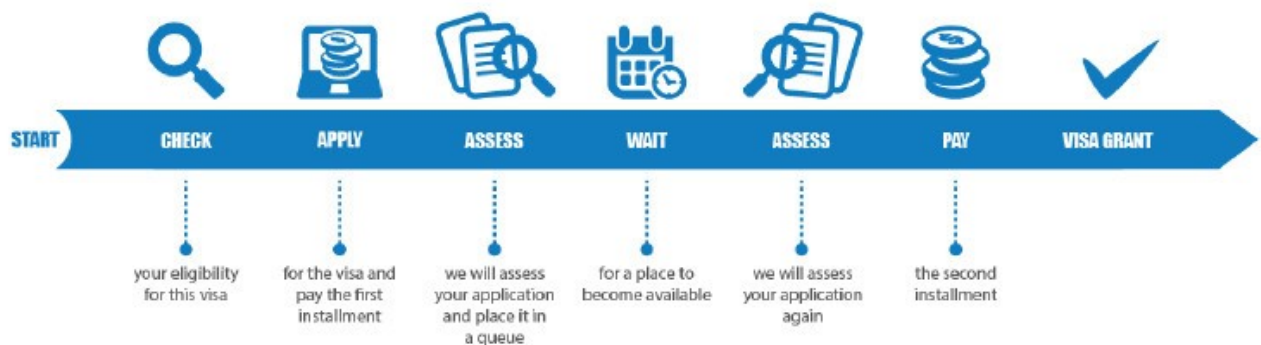 START
CHECK
APPLY
ASSESS
WAIT
ASSESS
PAY
VISA GRANT
your eligibility
for this visa
for the visa and
pay the first
installment
we will assess
your application
and place it in
a queue
for a place to
become available
we will assess
your application
again
the second
installment